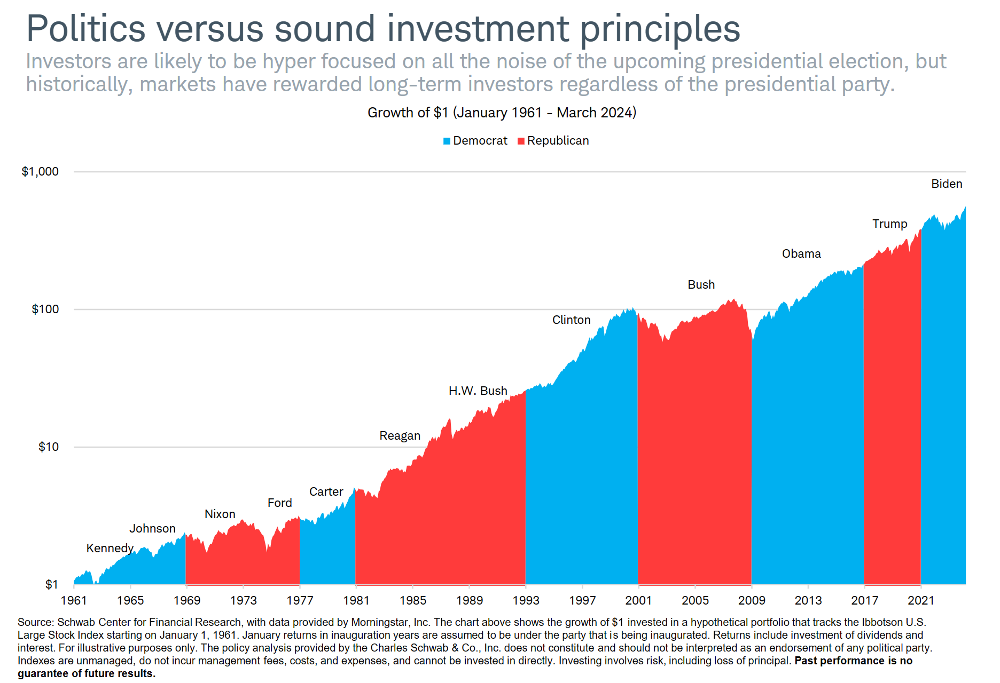 Politics versus sound investment principles
Investors are likely to be hyper focused on all the noise of the upcoming presidential election, but
historically, markets have rewarded long-term investors regardless of the presidential party.
Growth of $1 (January 1961 - March 2024)
Democrat Republican
$1,000
Biden
Trump
Obama
Bush
$100
Clinton
H.W. Bush
Reagan
$10
Carter
Ford
Nixon
Johnson
Kennedy
$1
1961 1965 1969 1973 1977 1981 1985 1989 1993 1997 2001 2005 2009 2013 2017 2021
Source: Schwab Center for Financial Research, with data provided by Morningstar, Inc. The chart above shows the growth of $1 invested in a hypothetical portfolio that tracks the Ibbotson U.S.
Large Stock Index starting on January 1, 1961. January returns in inauguration years are assumed to be under the party that is being inaugurated. Returns include investment of dividends and
interest. For illustrative purposes only. The policy analysis provided by the Charles Schwab & Co., Inc. does not constitute and should not be interpreted as an endorsement of any political party.
Indexes are unmanaged, do not incur management fees, costs, and expenses, and cannot be invested in directly. Investing involves risk, including loss of principal. Past performance is no
guarantee of future results.